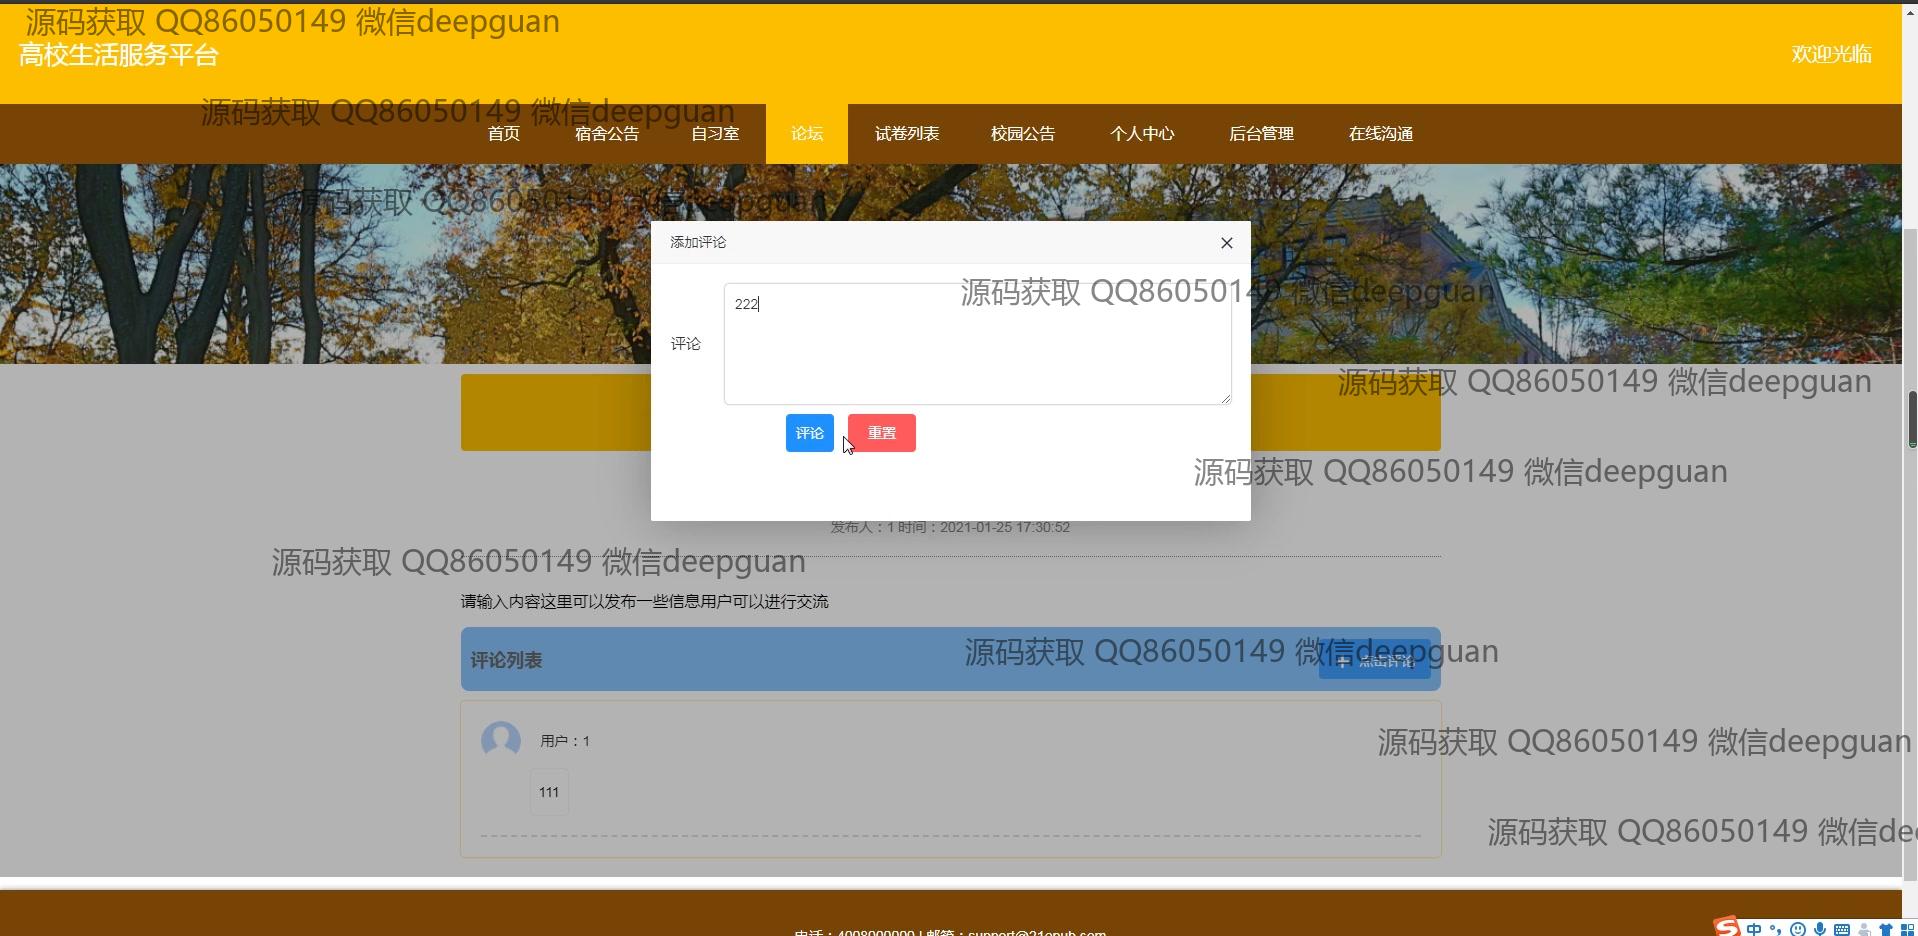 源码获取 QQ86050149 微信deepguan
高校生活服务平台
欢迎光临
源码获取 QQ86050149 微信deepguan
首页 宿舍公告 自习室 论坛 试卷列表 校园公告 个人中心 后台管理 在线沟通
源码获取 QQ86050149 微信deepguan
添加评论
源码获取 QQ86050149 微信deepguan
222
评论
源码获取 QQ86050149 微信deepguan
评论 重置
源码获取 QQ86050149 微信deepguan
发布人：1 时间：2021-01-25 17:30:52
源码获取 QQ86050149 微信deepguan
请输入内容这里可以发布一些信息用户可以进行交流
源码获取 QQ86050149 微信deepguan
评论列表
+ 点击评论
用户：1
源码获取 QQ86050149 微信deepguan
111
源码获取 QQ86050149 微信dee
电话：4008000000 | 邮箱：support@21epub.com
中